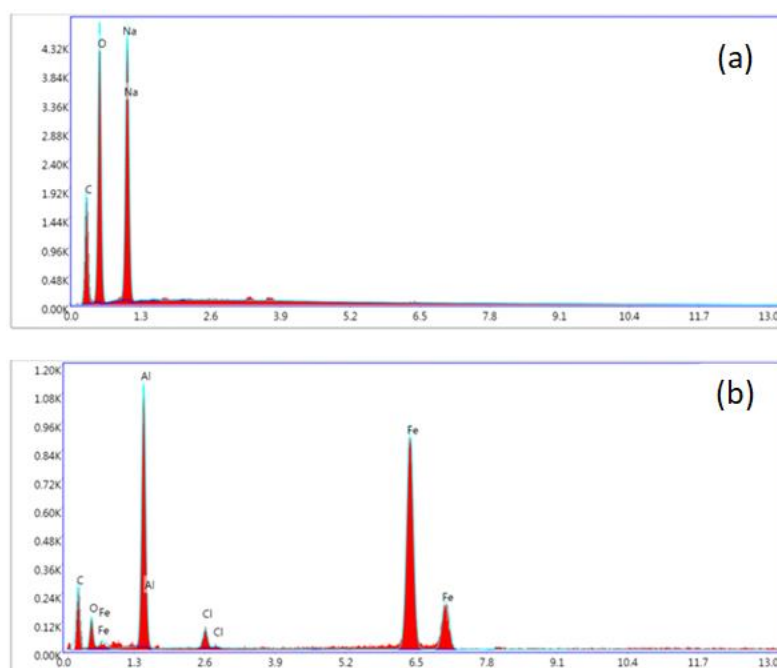 (a)
4.32K
3.84K
3.36K
2.88K
2.40K
1.92K
1.44K
0.96K
0.48K
0.00K
C
O
Na
Na
0.0 1.3 2.6 3.9 5.2 6.5 7.8 9.1 10.4 11.7 13.0
(b)
1.20K
1.08K
0.96K
0.84K
0.72K
0.60K
0.48K
0.36K
0.24K
0.12K
0.00K
C
O
Fe
Fe
Al
Al
Cl
Cl
Fe
Fe
0.0 1.3 2.6 3.9 5.2 6.5 7.8 9.1 10.4 11.7